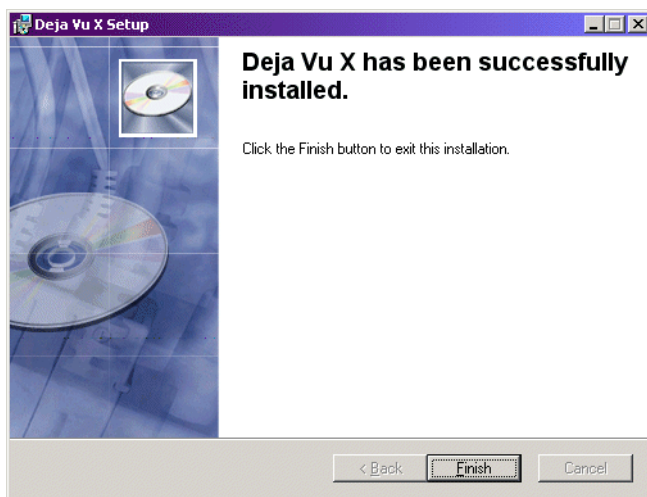 Deja Vu X Setup
Deja Vu X has been successfully
installed.
Click the Finish button to exit this installation.
< Back
Finish
Cancel